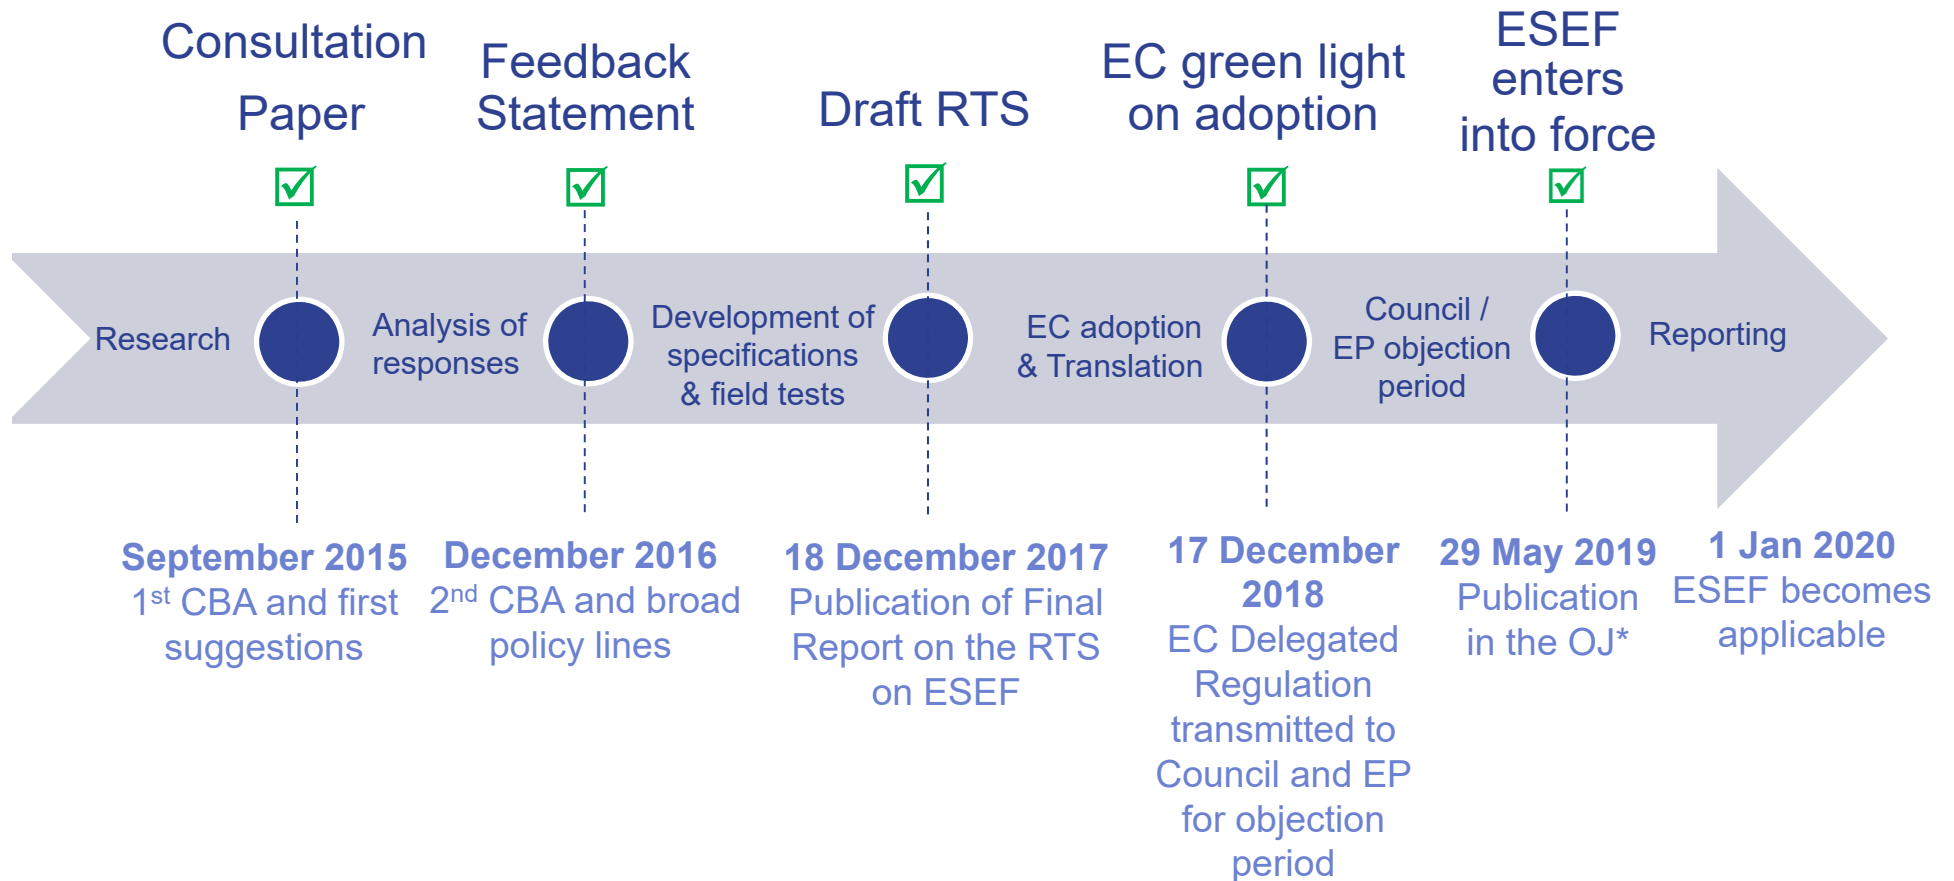 Consultation
Paper
Feedback
Statement
Draft RTS
EC green light
on adoption
ESEF
enters
into force
Research
Analysis of
responses
Development of
specifications
& field tests
EC adoption
& Translation
Council /
EP objection
period
Reporting
September 2015
1st CBA and first
suggestions
December 2016
2nd CBA and broad
policy lines
18 December 2017
Publication of Final
Report on the RTS
on ESEF
17 December
2018
EC Delegated
Regulation
transmitted to
Council and EP
for objection
period
29 May 2019
Publication
in the OJ*
1 Jan 2020
ESEF becomes
applicable